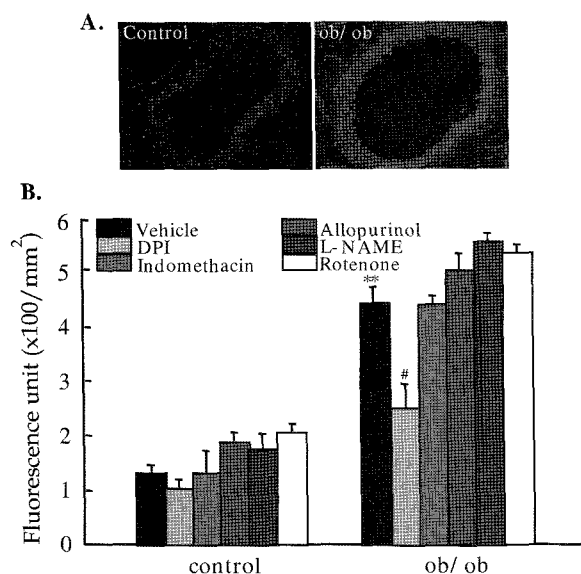 A.
Control
ob/ ob
B.
Fluorescence unit (x100/mm²)
6
5
4
3
2
1
0
Vehicle
DPI
Indomethacin
Allopurinol
L-NAME
Rotenone
**
#
control
ob/ ob